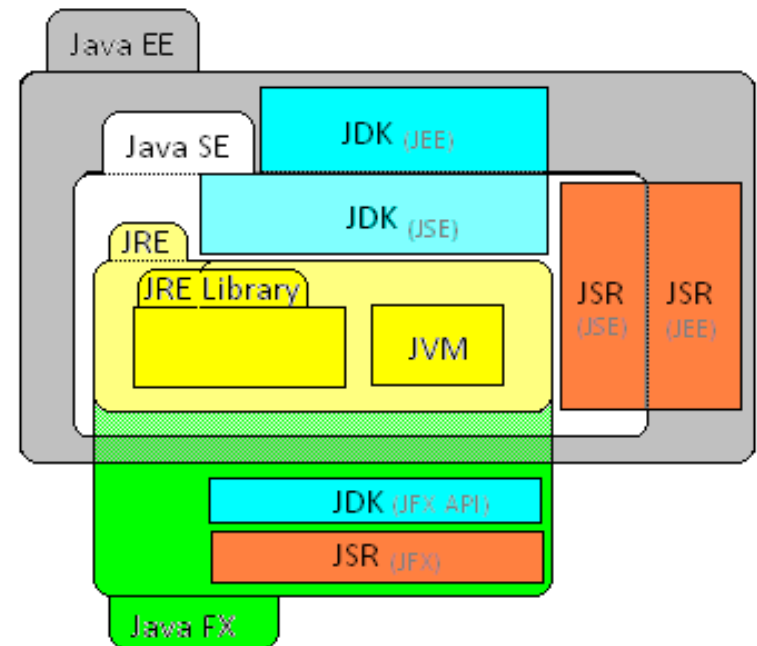 Java EE
JDK (JEE)
Java SE
JDK (JSE)
JRE
JRE Library
JVM
JSR
(JSE)
JSR
(JEE)
JDK (JFX API)
JSR (JFX)
Java FX